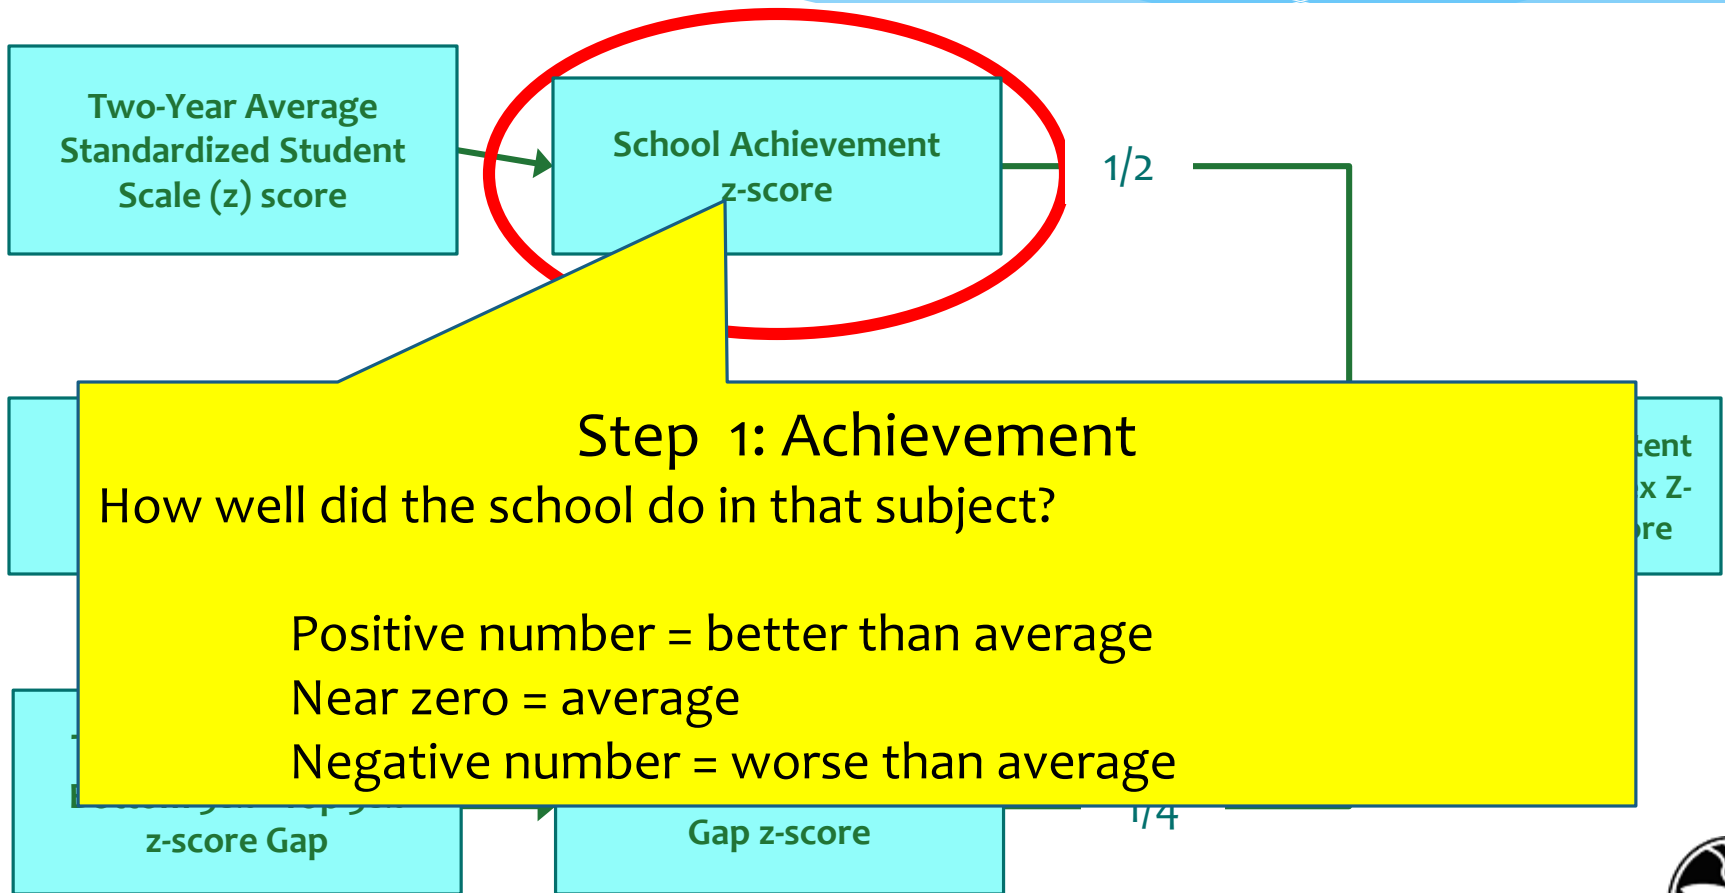 Two-Year Average
Standardized Student
Scale (z) score
School Achievement
z-score
1/2
Step 1: Achievement
How well did the school do in that subject?
Positive number = better than average
Near zero = average
Negative number = worse than average
z-score Gap
Gap z-score
1/4